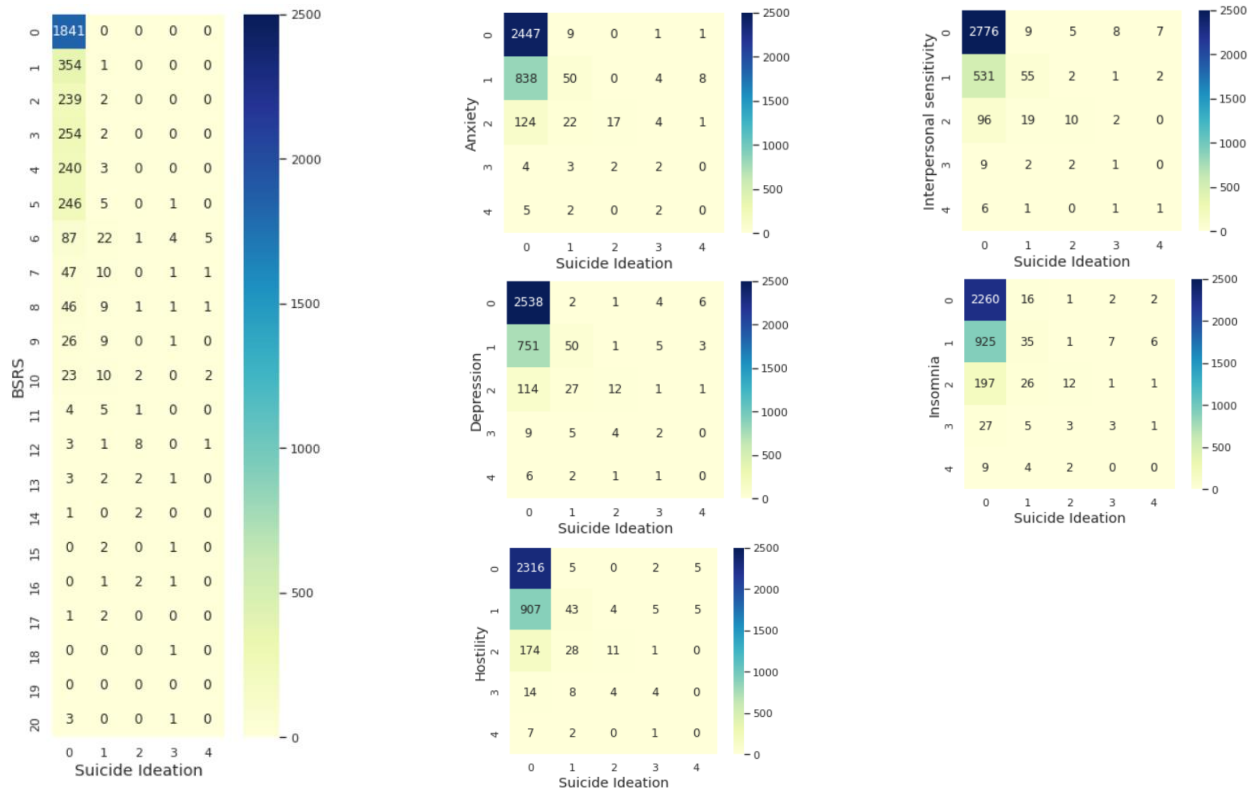 BSRS
0 1841 0 0 0 0
1 354 1 0 0 0
2 239 2 0 0 0
3 254 2 0 0 0
4 240 3 0 0 0
5 246 5 0 1 0
6 87 22 1 4 5
7 47 10 0 1 1
8 46 9 1 1 1
9 26 9 0 1 0
10 23 10 2 0 2
11 4 5 1 0 0
12 3 1 8 0 1
13 3 2 2 1 0
14 1 0 2 0 0
15 0 2 0 1 0
16 0 1 2 1 0
17 1 2 0 0 0
18 0 0 0 1 0
19 0 0 0 0 0
20 3 0 0 1 0
0 1 2 3 4
Suicide Ideation
2500
2000
1500
1000
500
0
Anxiety
0 2447 9 0 1 1
1 838 50 0 4 8
2 124 22 17 4 1
3 4 3 2 2 0
4 5 2 0 2 0
0 1 2 3 4
Suicide Ideation
2500
2000
1500
1000
500
0
Interpersonal sensitivity
0 2776 9 5 8 7
1 531 55 2 1 2
2 96 19 10 2 0
3 9 2 2 1 0
4 6 1 0 1 1
0 1 2 3 4
Suicide Ideation
2500
2000
1500
1000
500
0
Depression
0 2538 2 1 4 6
1 751 50 1 5 3
2 114 27 12 1 1
3 9 5 4 2 0
4 6 2 1 1 0
0 1 2 3 4
Suicide Ideation
2500
2000
1500
1000
500
0
Insomnia
0 2260 16 1 2 2
1 925 35 1 7 6
2 197 26 12 1 1
3 27 5 3 3 1
4 9 4 2 0 0
0 1 2 3 4
Suicide Ideation
2500
2000
1500
1000
500
0
Hostility
0 2316 5 0 2 5
1 907 43 4 5 5
2 174 28 11 1 0
3 14 8 4 4 0
4 7 2 0 1 0
0 1 2 3 4
Suicide Ideation
2500
2000
1500
1000
500
0